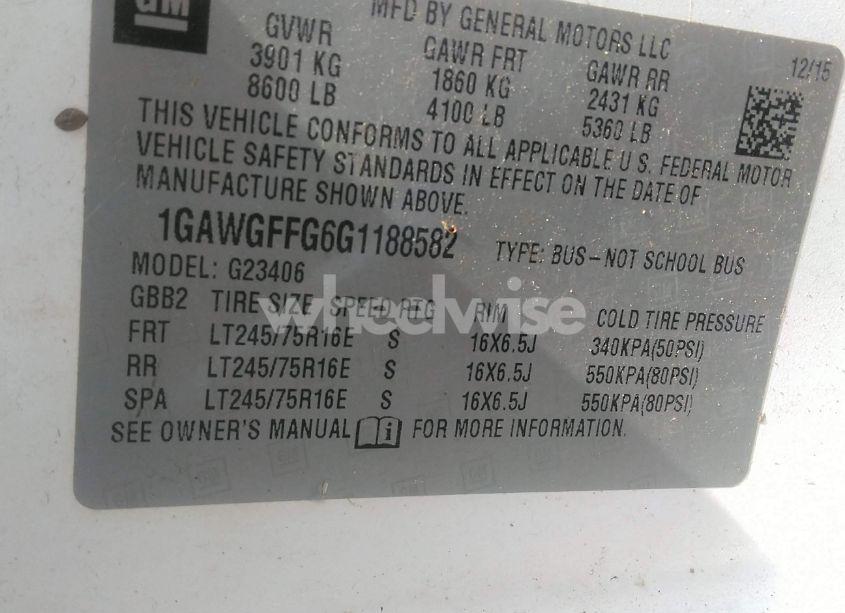 GM
MFD BY GENERAL MOTORS LLC
GVWR GAWR FRT GAWR RR 12/15
3901 KG 1860 KG 2431 KG
8600 LB 4100 LB 5360 LB
THIS VEHICLE CONFORMS TO ALL APPLICABLE U.S. FEDERAL MOTOR
VEHICLE SAFETY STANDARDS IN EFFECT ON THE DATE OF
MANUFACTURE SHOWN ABOVE.
1GAWGFFG6G1188582 TYPE: BUS-NOT SCHOOL BUS
MODEL: G23406
GBB2 TIRE SIZE SPEED RTG RIM COLD TIRE PRESSURE
wheelwise
FRT LT245/75R16E S 16X6.5J 340KPA(50PSI)
RR LT245/75R16E S 16X6.5J 550KPA(80PSI)
SPA LT245/75R16E S 16X6.5J 550KPA(80PSI)
SEE OWNER'S MANUAL FOR MORE INFORMATION.